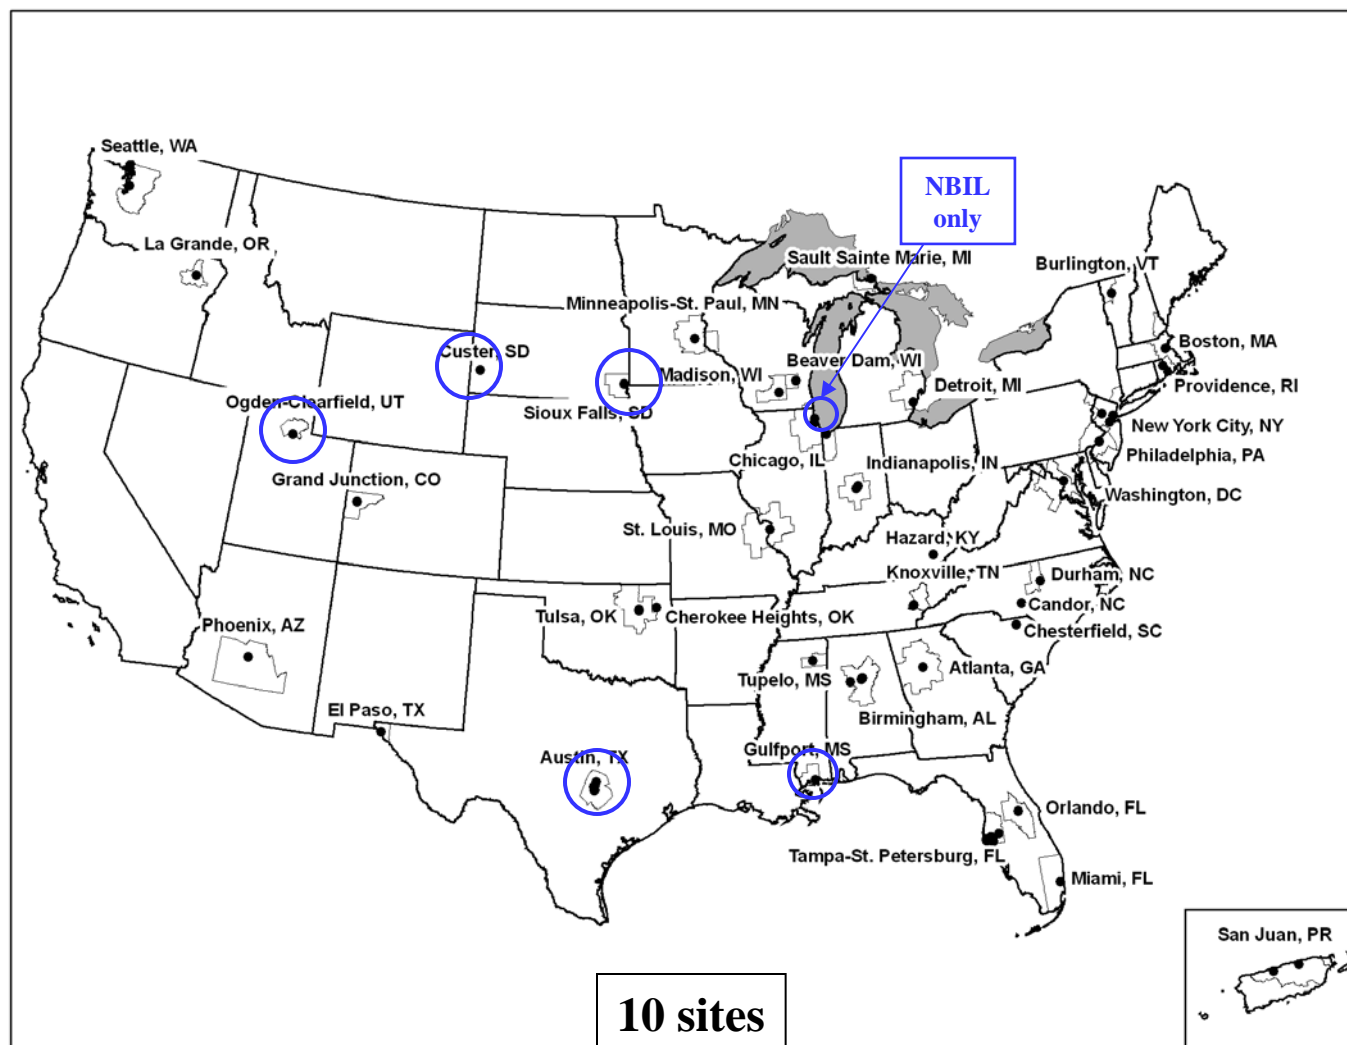 Seattle, WA
NBIL
only
La Grande, OR
Sault Sainte Marie, MI
Burlington, VT
Minneapolis-St. Paul, MN
Boston, MA
Custer, SD
Beaver Dam, WI
Madison, WI
Detroit, MI
Providence, RI
Ogden-Clearfield, UT
Sioux Falls, SD
New York City, NY
Chicago, IL
Indianapolis, IN
Philadelphia, PA
Grand Junction, CO
Washington, DC
St. Louis, MO
Hazard, KY
Knoxville, TN
Durham, NC
Candor, NC
Tulsa, OK
Cherokee Heights, OK
Phoenix, AZ
Chesterfield, SC
Atlanta, GA
Tupelo, MS
El Paso, TX
Birmingham, AL
Austin, TX
Gulfport, MS
Orlando, FL
Tampa-St. Petersburg, FL
Miami, FL
San Juan, PR
10 sites